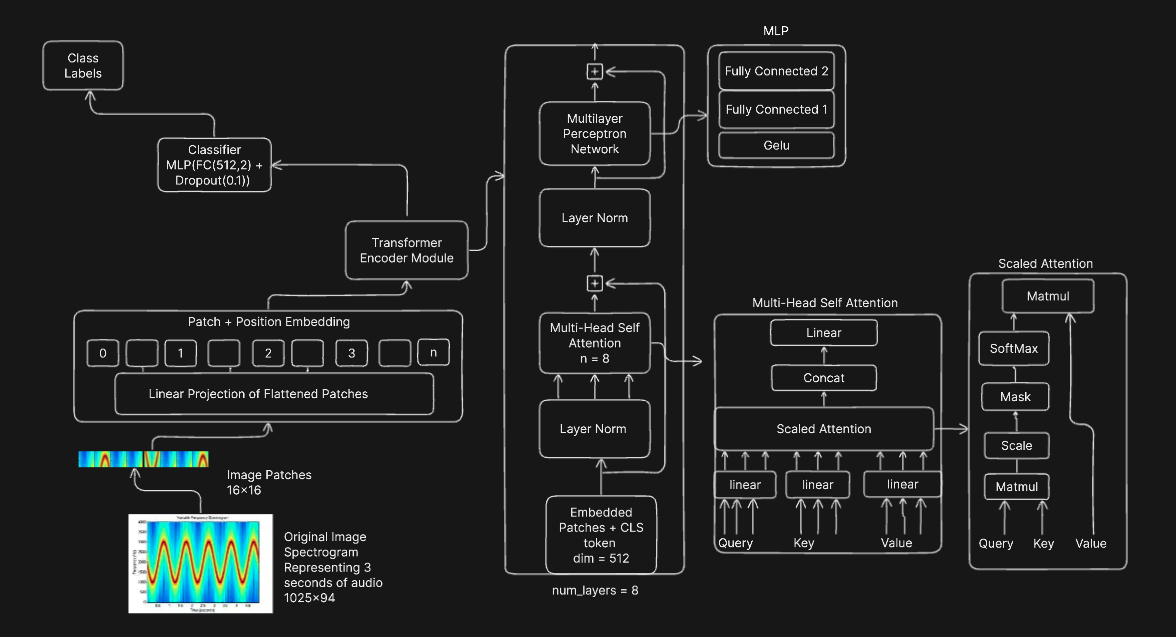 Class
Labels
Classifier
MLP(FC(512,2) +
Dropout(0.1))
Transformer
Encoder Module
Patch + Position Embedding
0
1
2
3
n
Linear Projection of Flattened Patches
Image Patches
16×16
Original Image
Spectrogram
Representing 3
seconds of audio
1025×94
+
Multilayer
Perceptron
Network
Layer Norm
+
Multi-Head Self
Attention
n = 8
Layer Norm
Embedded
Patches + CLS
token
dim = 512
num_layers = 8
MLP
Fully Connected 2
Fully Connected 1
Gelu
Multi-Head Self Attention
Linear
Concat
Scaled Attention
linear
linear
linear
Query
Key
Value
Scaled Attention
Matmul
SoftMax
Mask
Scale
Matmul
Query
Key
Value